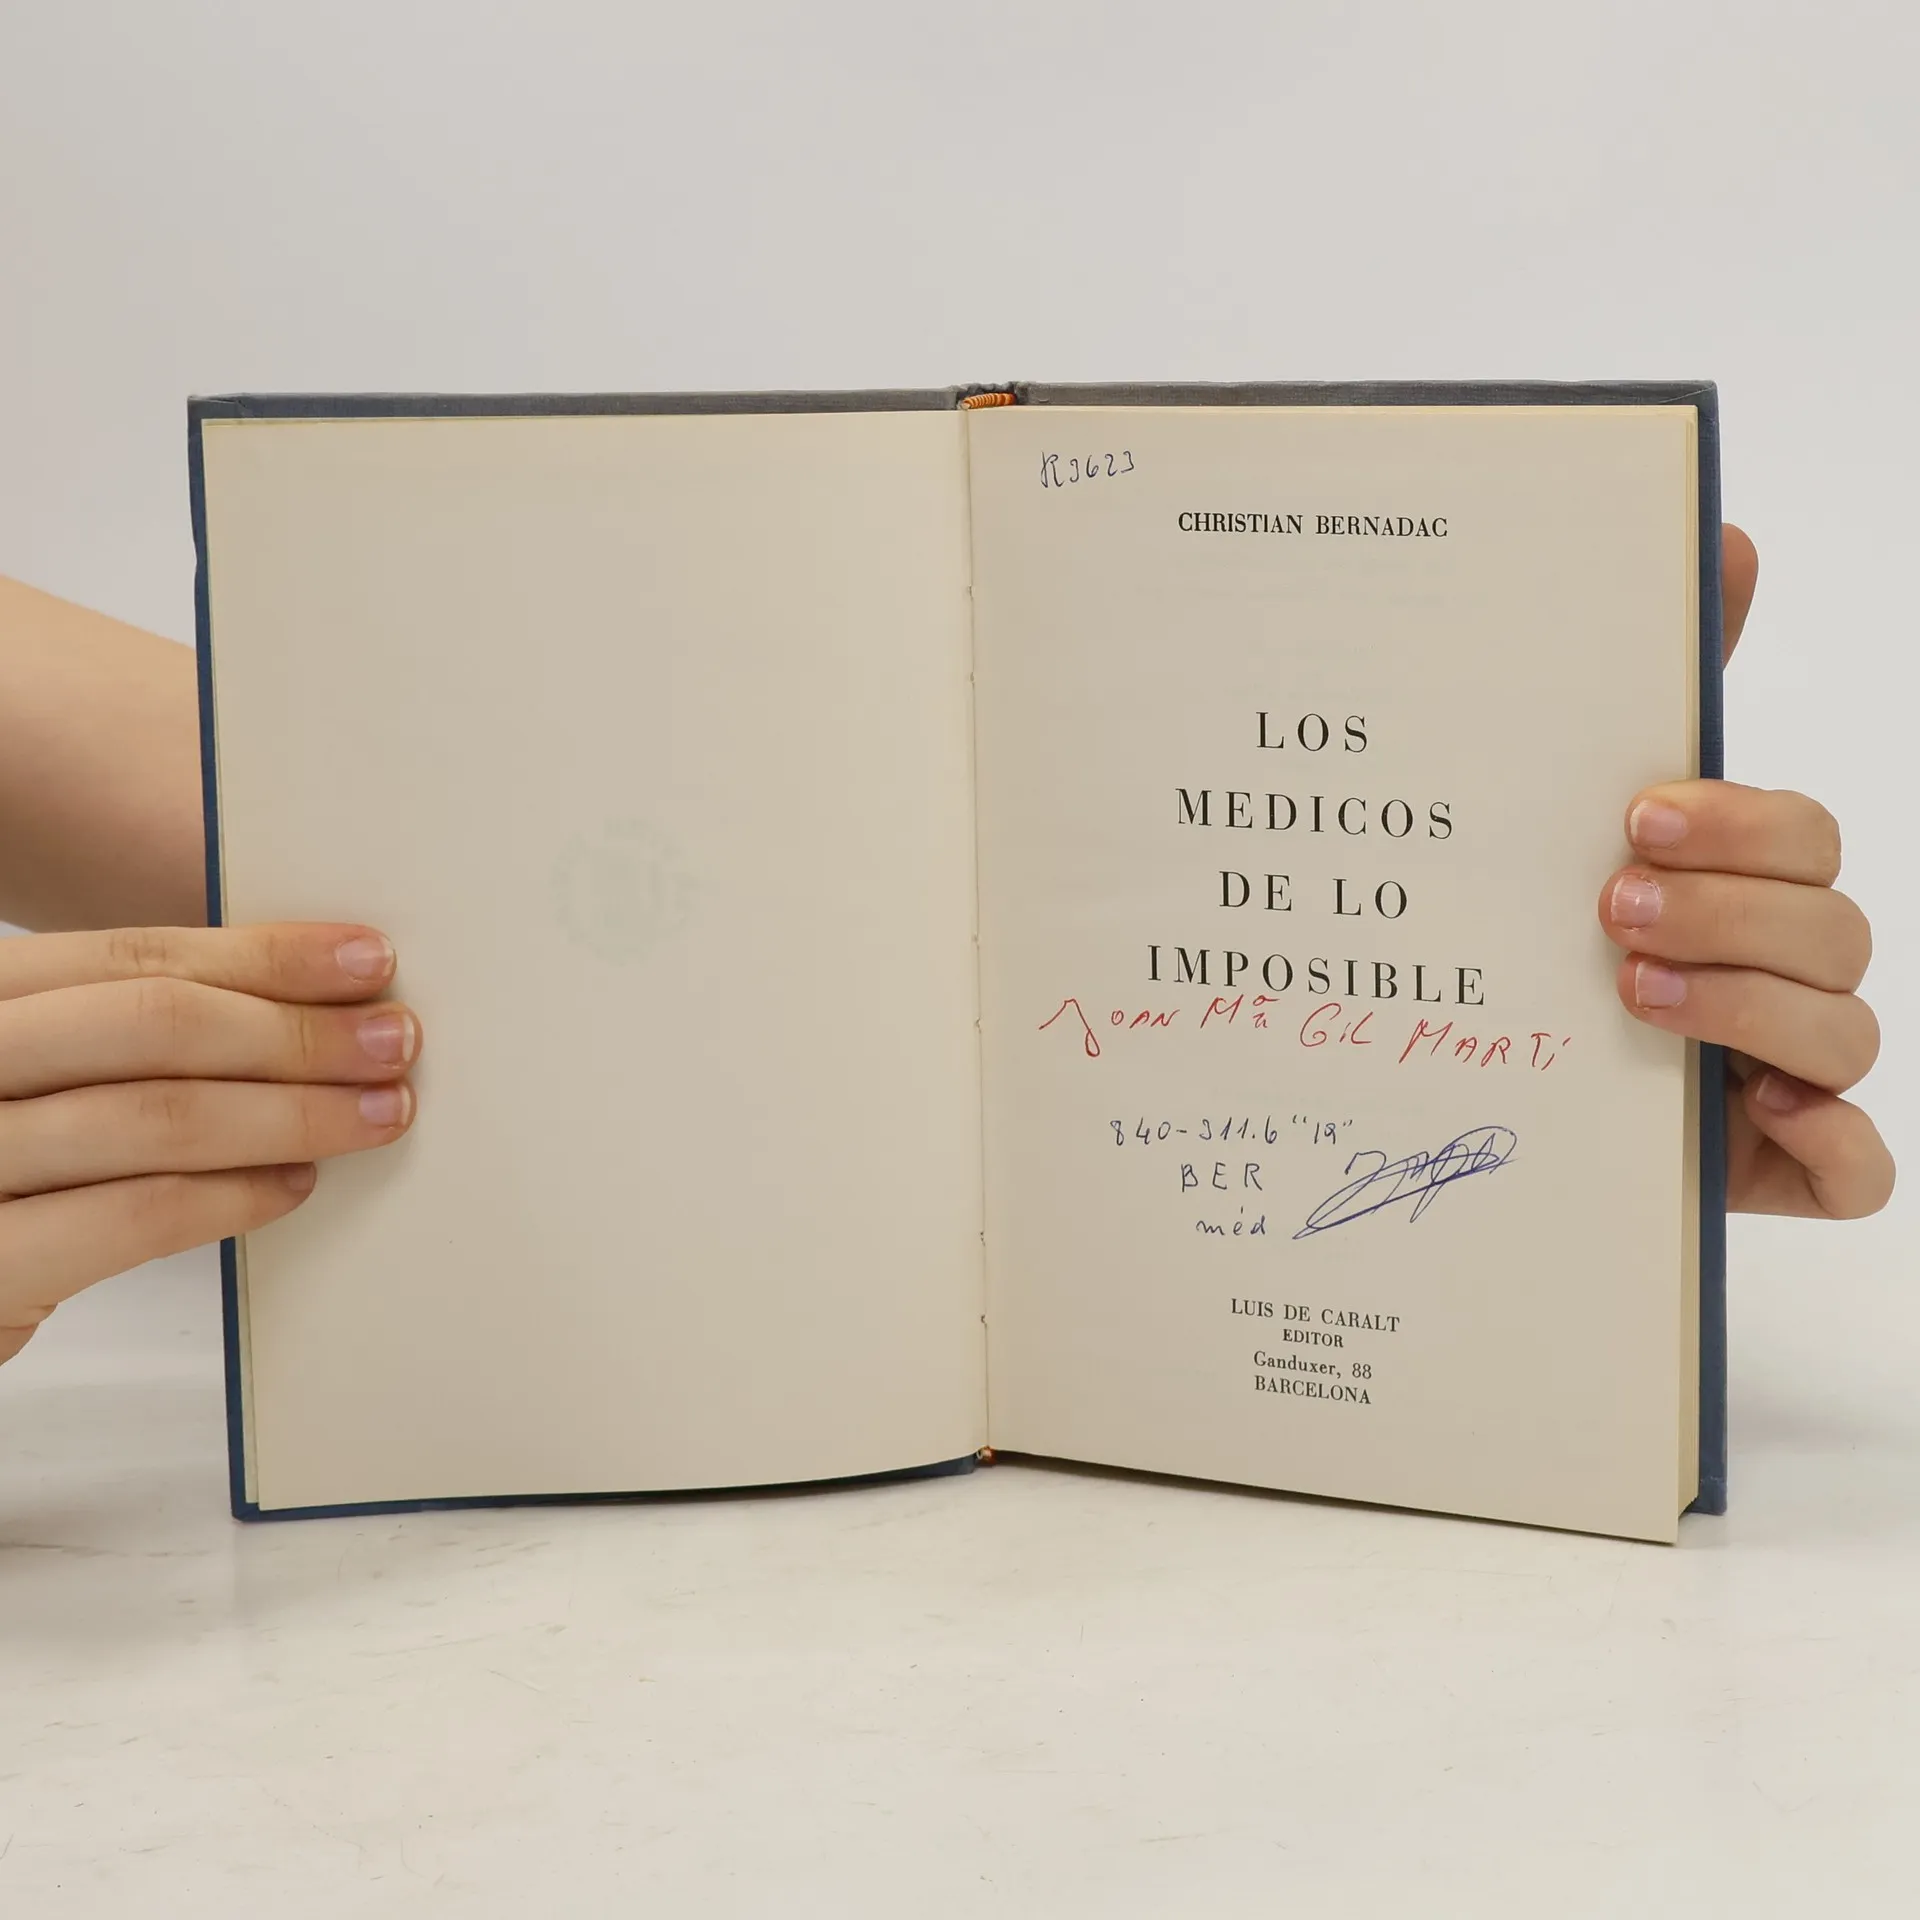 R3623
CHRISTIAN BERNADAC
LOS
MEDICOS
DE LO
IMPOSIBLE
JOAN Mª GIL MARTÍ
840-311.6 "19"
BER
méd
LUIS DE CARALT
EDITOR
Ganduxer, 88
BARCELONA